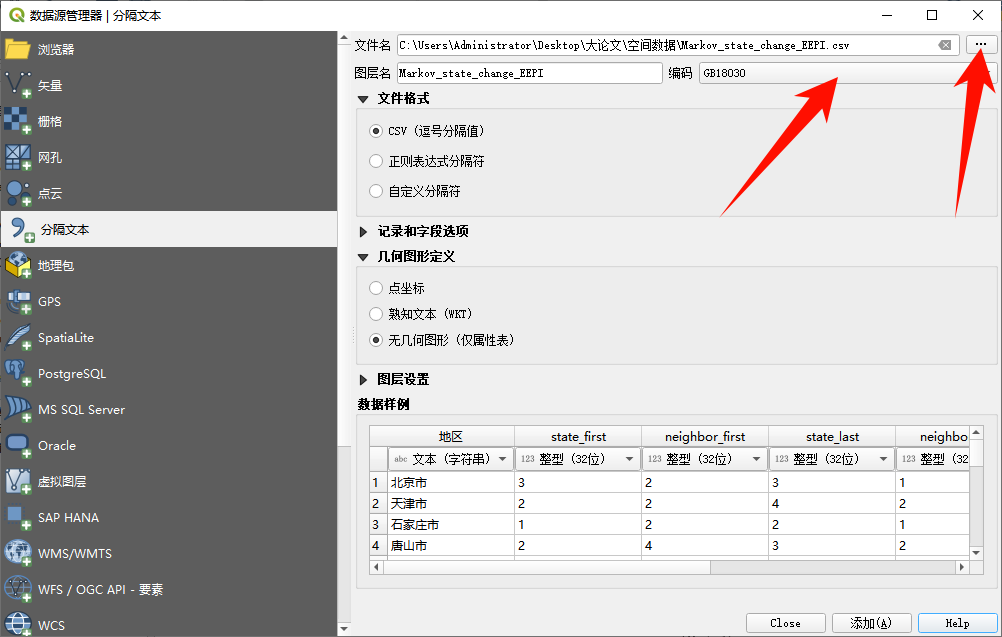 数据源管理器 | 分隔文本
浏览器
矢量
栅格
网孔
点云
分隔文本
地理包
GPS
SpatiaLite
PostgreSQL
MS SQL Server
Oracle
虚拟图层
SAP HANA
WMS/WMTS
WFS / OGC API - 要素
WCS
文件名 C:\Users\Administrator\Desktop\大论文\空间数据\Markov_state_change_EEPI.csv ...
图层名 Markov_state_change_EEPI 编码 GB18030
文件格式
CSV（逗号分隔值）
正则表达式分隔符
自定义分隔符
记录和字段选项
几何图形定义
点坐标
熟知文本（WKT）
无几何图形（仅属性表）
图层设置
数据样例
地区 state_first neighbor_first state_last neighbo
abc 文本（字符串） 123 整型（32位） 123 整型（32位） 123 整型（32位） 123 整型（32
1 北京市 3 2 3 1
2 天津市 2 2 4 2
3 石家庄市 1 2 2 1
4 唐山市 2 4 3 2
Close 添加(A) Help